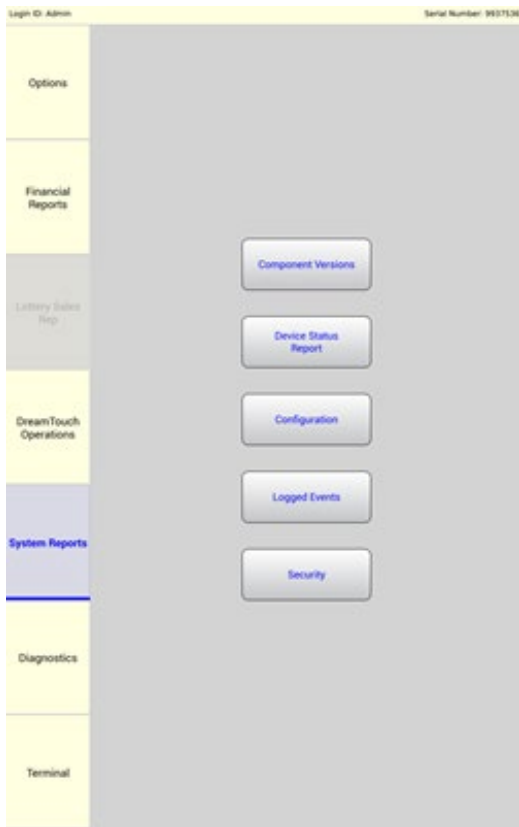 Login ID: Admin
Serial Number: 9937536
Options
Financial
Reports
Lottery Sales
Rep
DreamTouch
Operations
System Reports
Diagnostics
Terminal
Component Versions
Device Status
Report
Configuration
Logged Events
Security